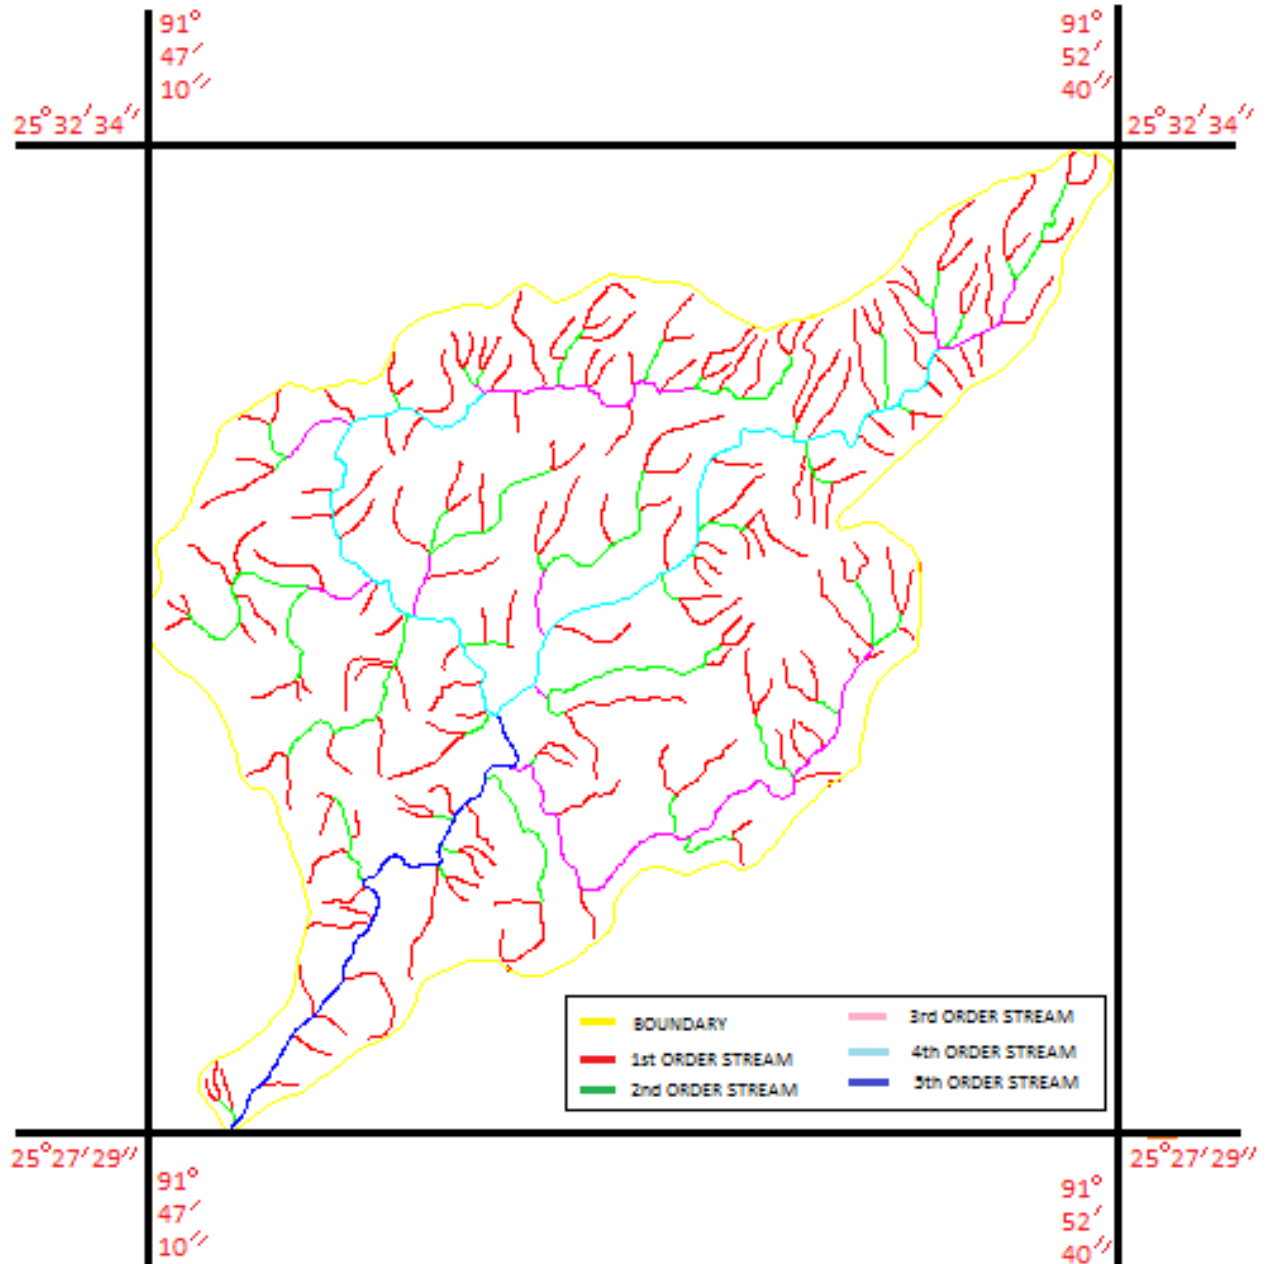 91°
47′
10′′
91°
52′
40′′
25°32′34′′
25°32′34′′
BOUNDARY
1st ORDER STREAM
2nd ORDER STREAM
3rd ORDER STREAM
4th ORDER STREAM
5th ORDER STREAM
25°27′29′′
25°27′29′′
91°
47′
10′′
91°
52′
40′′